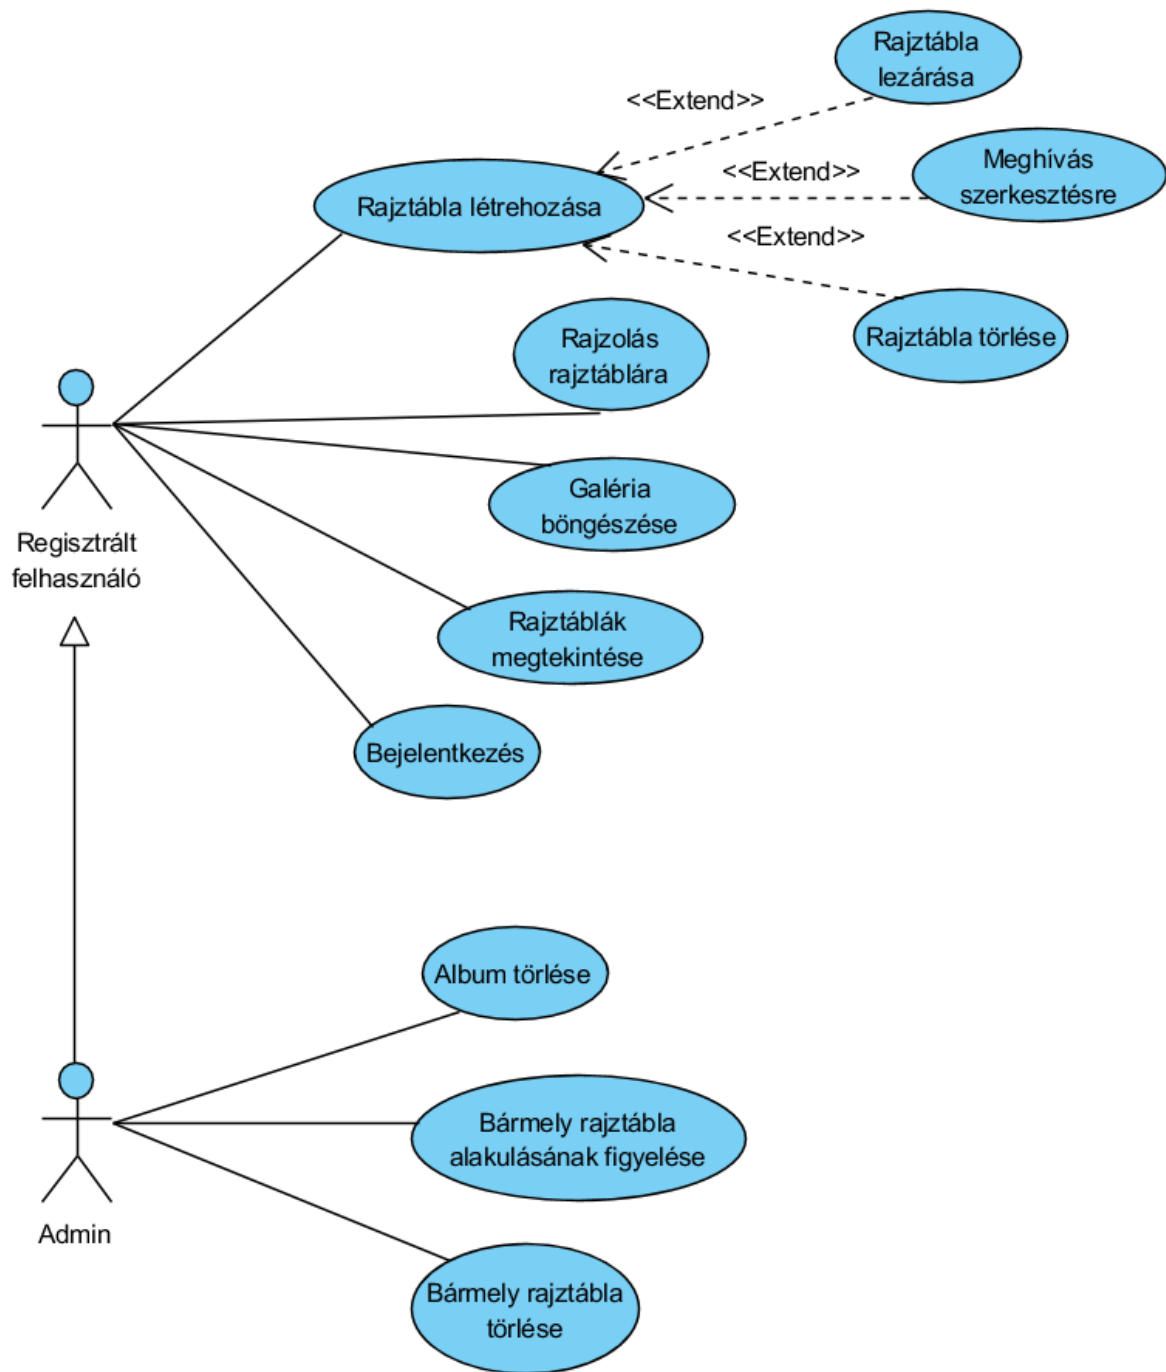 Rajztábla
lezárása
<<Extend>>
Meghívás
szerkesztésre
<<Extend>>
Rajztábla létrehozása
<<Extend>>
Rajztábla törlése
Rajzolás
rajztáblára
Galéria
böngészése
Regisztrált
felhasználó
Rajztáblák
megtekintése
Bejelentkezés
Album törlése
Bármely rajztábla
alakulásának figyelése
Admin
Bármely rajztábla
törlése